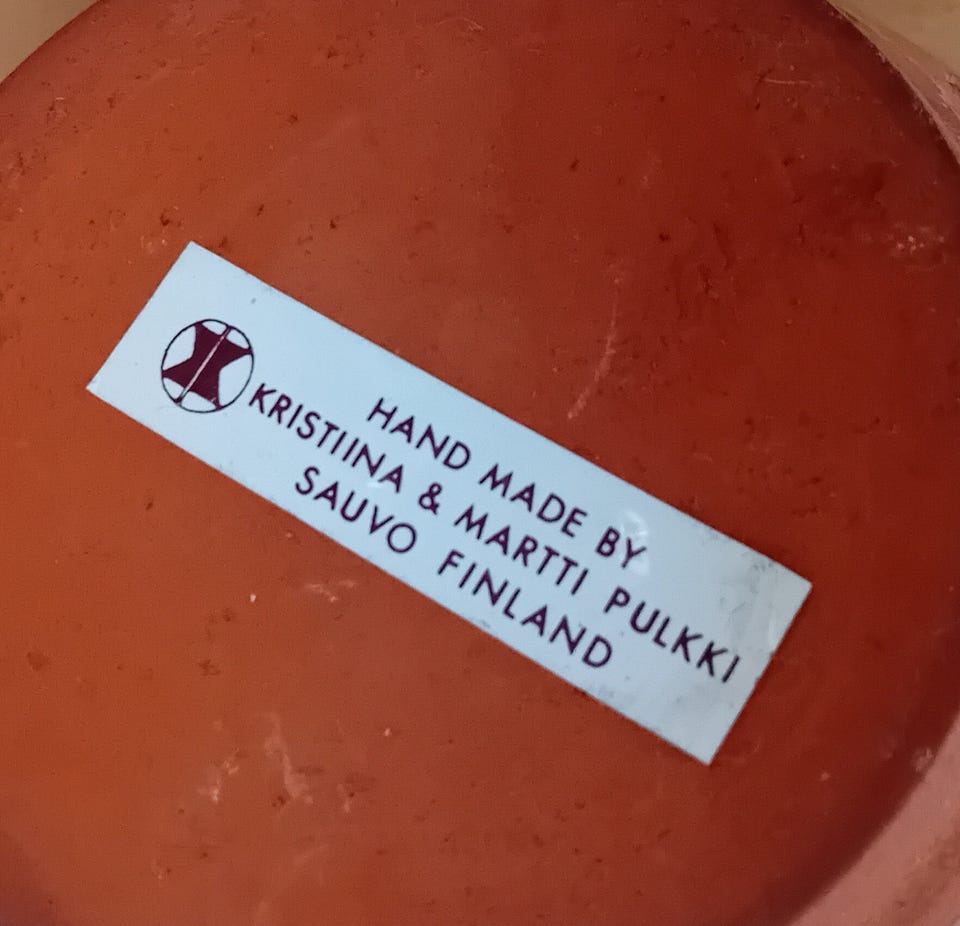 HAND MADE BY
KRISTIINA & MARTTI PULKKI
SAUVO FINLAND